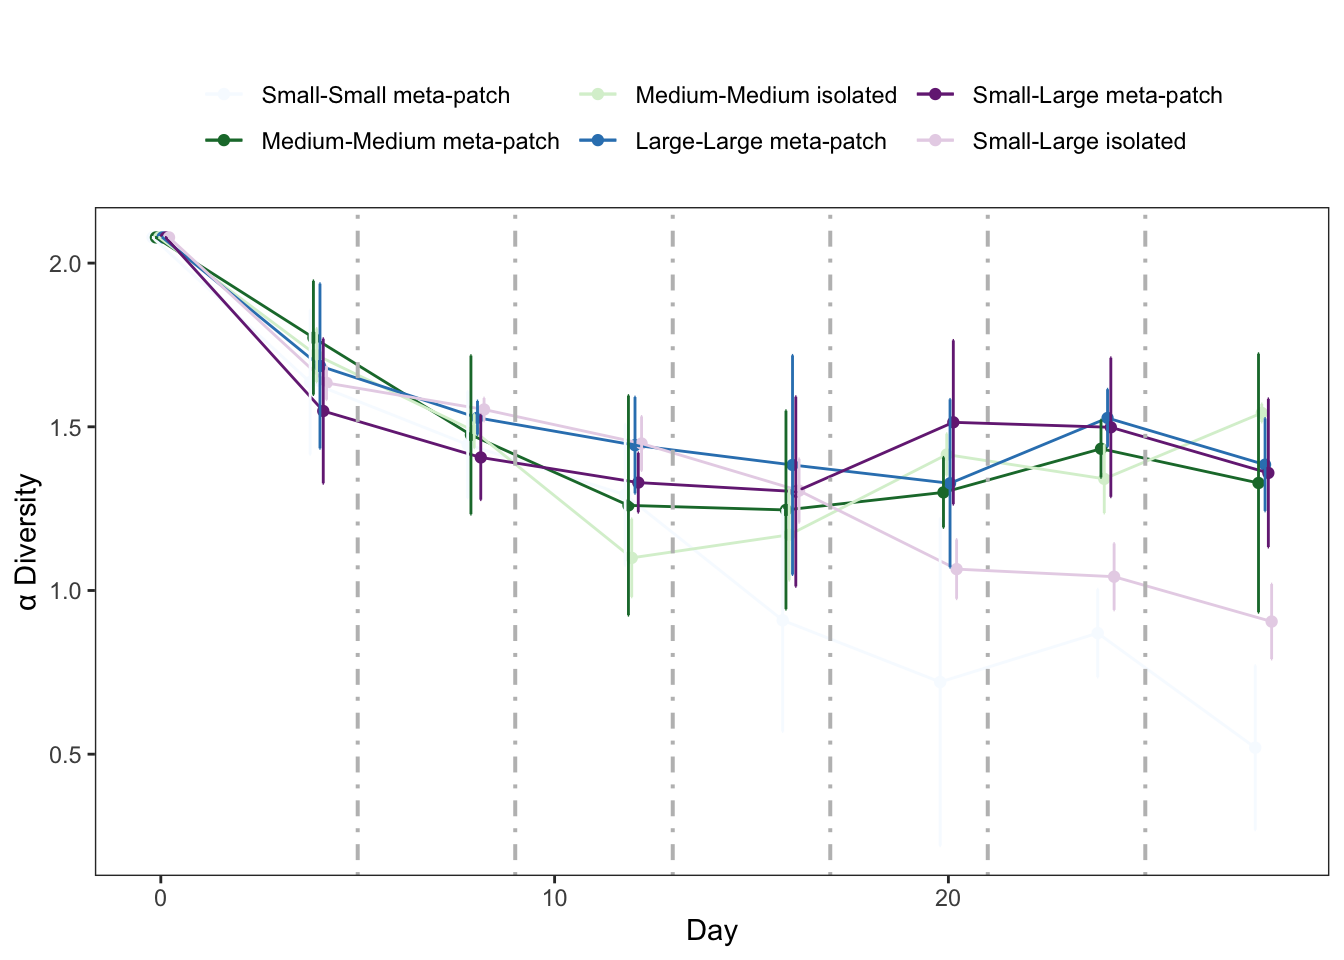 Small-Small meta-patch Medium-Medium isolated Small-Large meta-patch
Medium-Medium meta-patch Large-Large meta-patch Small-Large isolated
2.0
1.5
1.0
0.5
α Diversity
0 10 20
Day